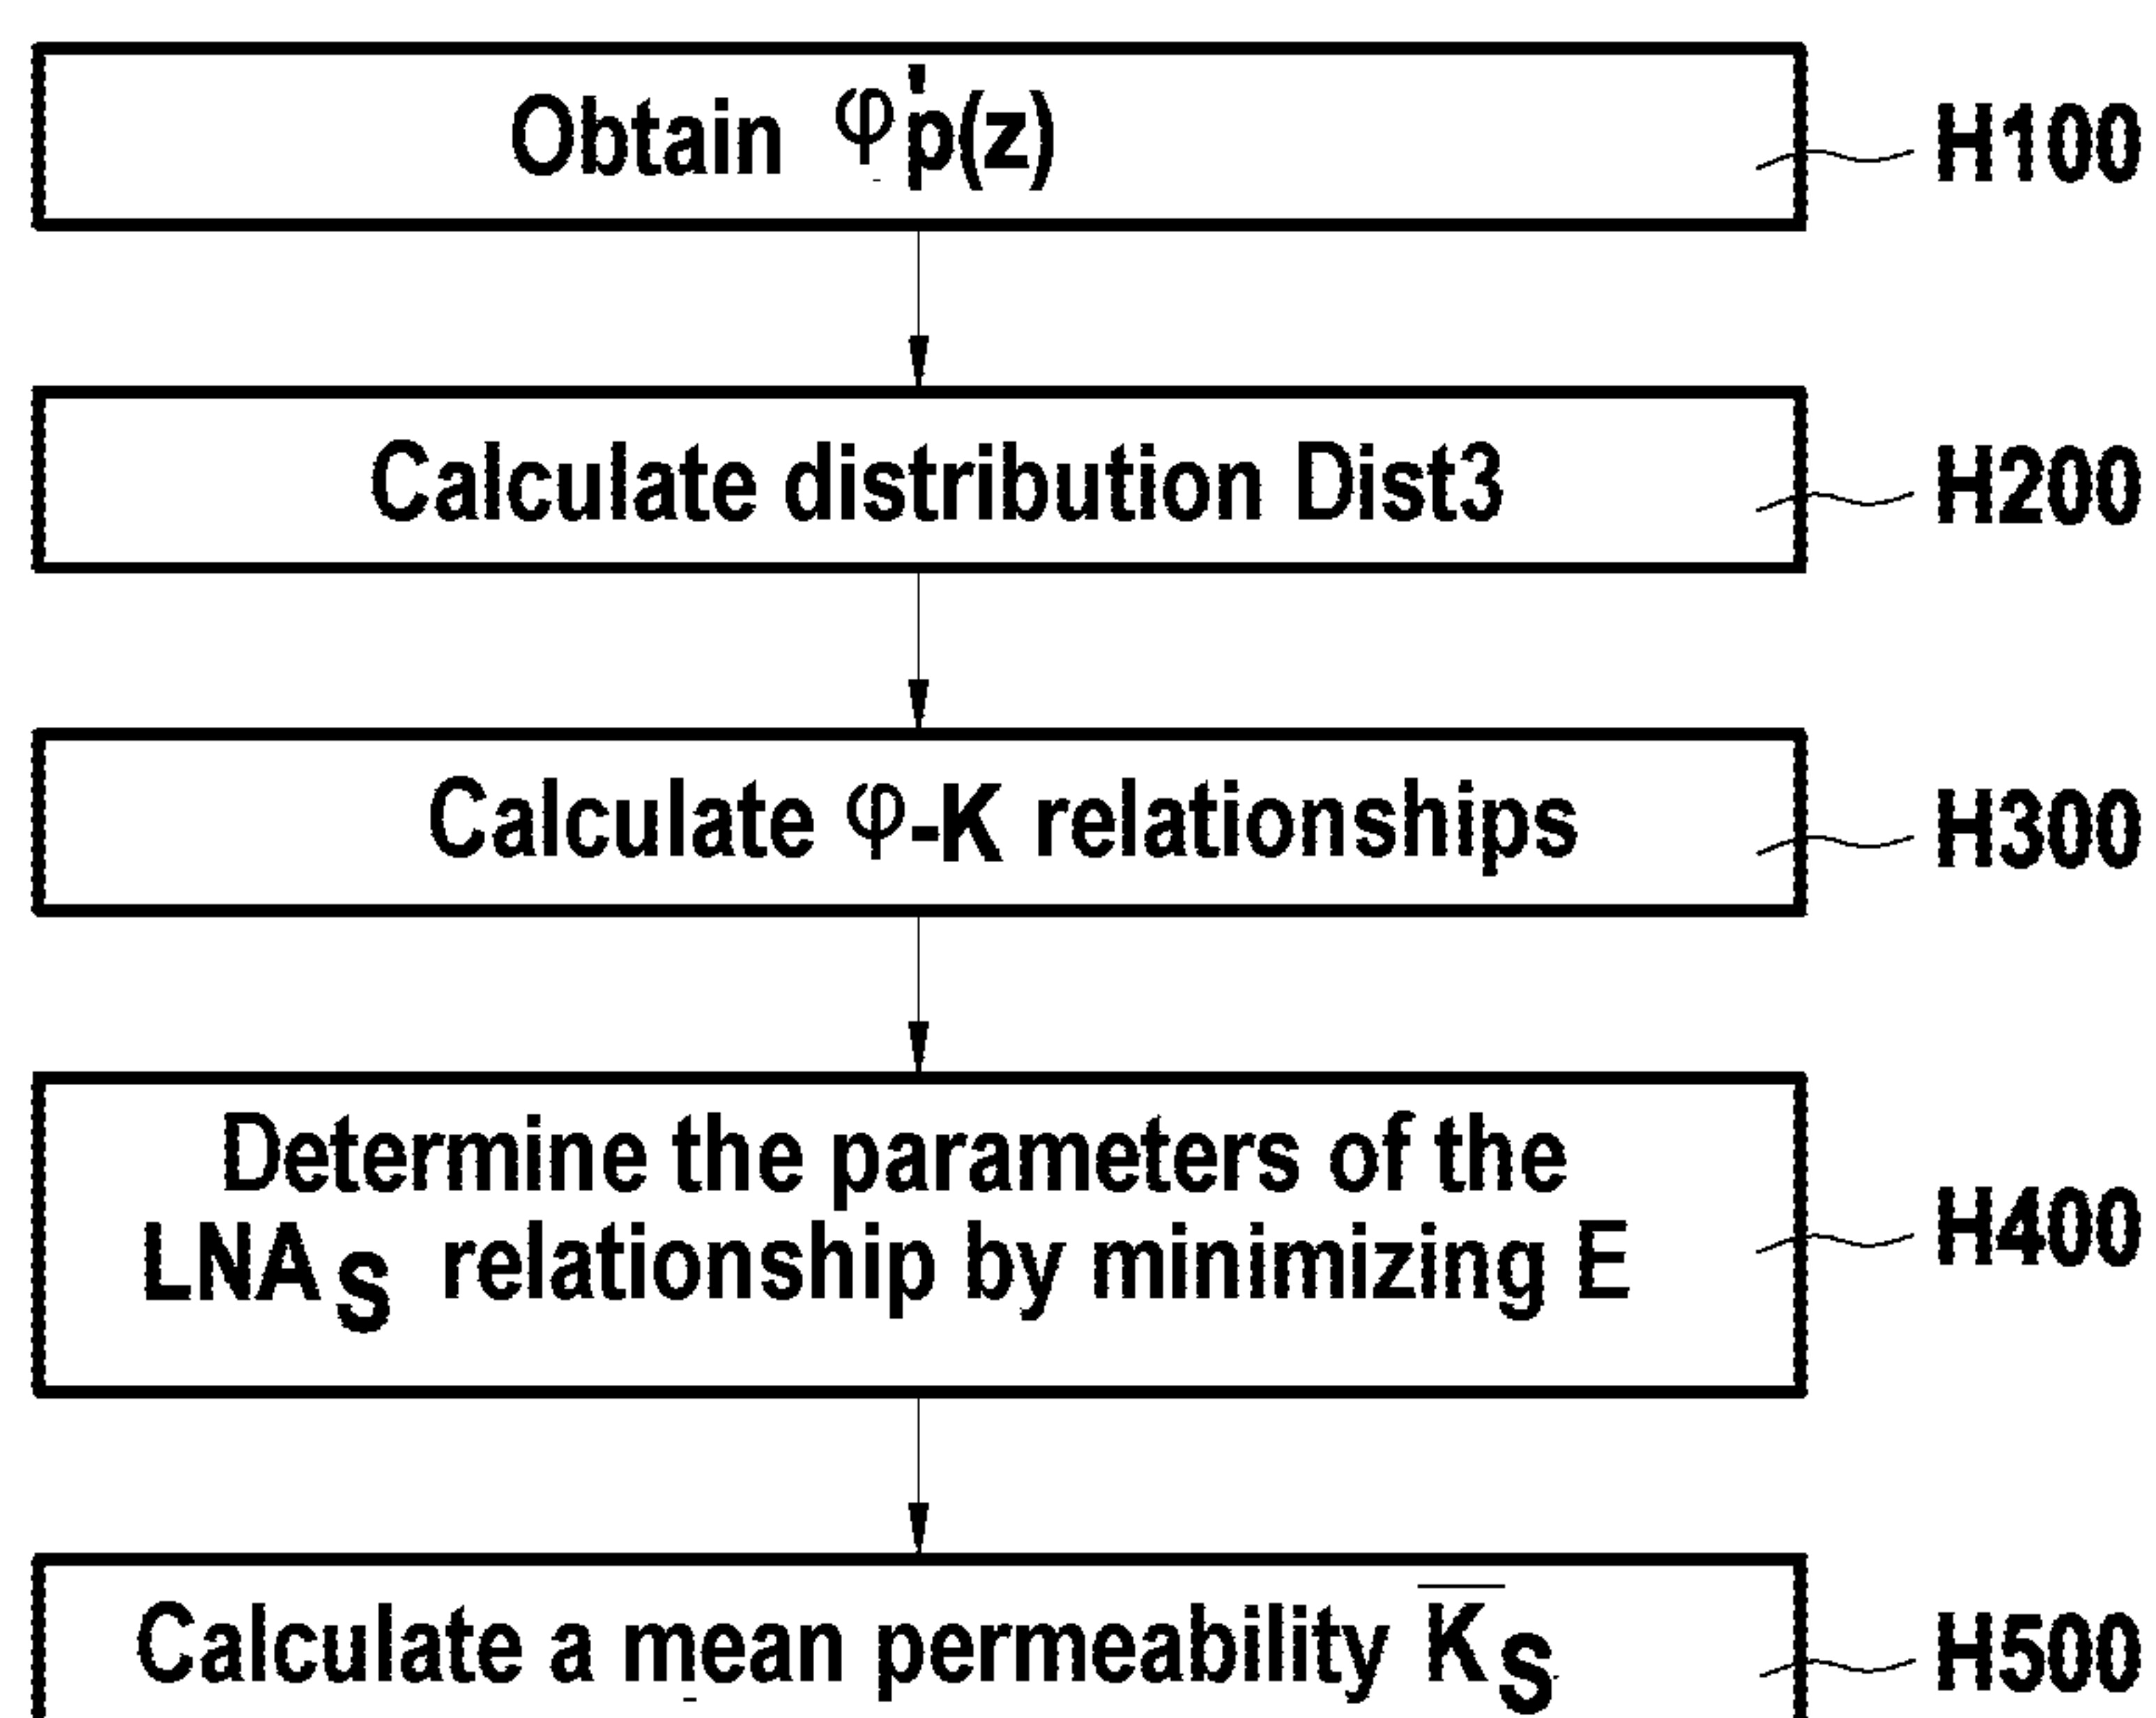 Obtain φ'p(z) H100
Calculate distribution Dist3 H200
Calculate φ-K relationships H300
Determine the parameters of the
LNAS relationship by minimizing E H400
Calculate a mean permeability K̅S H500